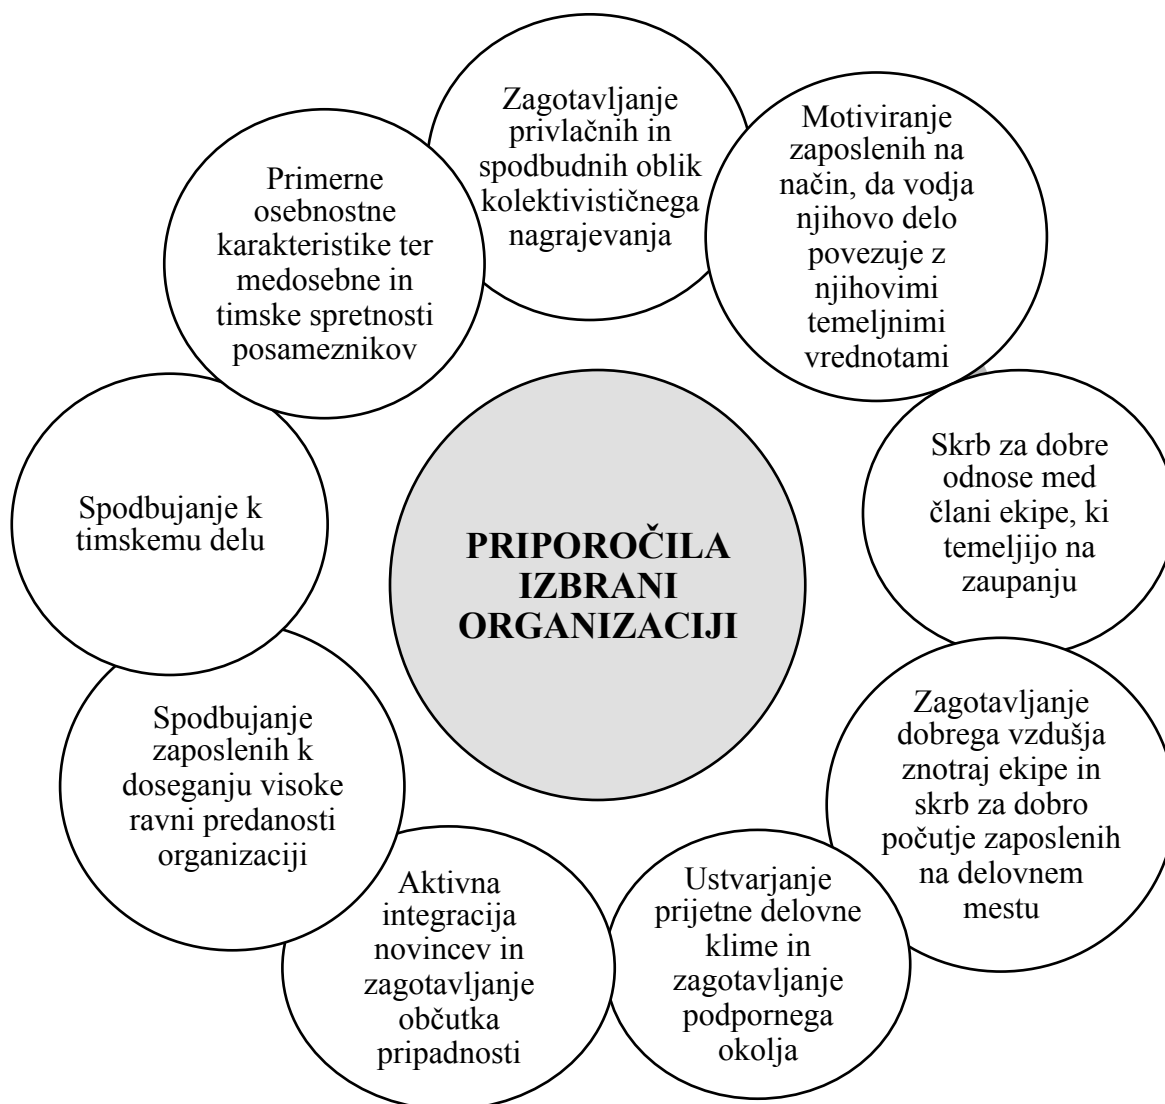 Zagotavljanje
privlačnih in
spodbudnih oblik
kolektivističnega
nagrajevanja
Motiviranje
zaposlenih na
način, da vodja
njihovo delo
povezuje z
njihovimi
temeljnimi
vrednotami
Skrb za dobre
odnose med
člani ekipe, ki
temeljijo na
zaupanju
Zagotavljanje
dobrega vzdušja
znotraj ekipe in
skrb za dobro
počutje zaposlenih
na delovnem
mestu
Ustvarjanje
prijetne delovne
klime in
zagotavljanje
podpornega
okolja
Aktivna
integracija
novincev in
zagotavljanje
občutka
pripadnosti
Spodbujanje
zaposlenih k
doseganju visoke
ravni predanosti
organizaciji
Spodbujanje k
timskemu delu
Primerne
osebnostne
karakteristike ter
medosebne in
timske spretnosti
posameznikov
PRIPOROČILA
IZBRANI
ORGANIZACIJI